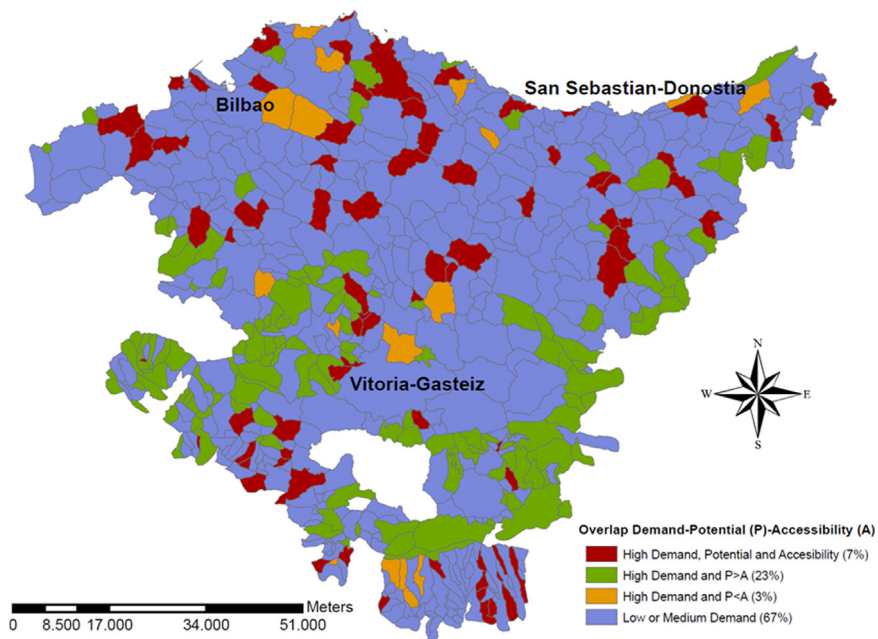 San Sebastian-Donostia
Bilbao
Vitoria-Gasteiz
N
W E
S
Overlap Demand-Potential (P)-Accessibility (A)
High Demand, Potential and Accesibility (7%)
High Demand and P>A (23%)
High Demand and P<A (3%)
Low or Medium Demand (67%)
Meters
0 8.500 17.000 34.000 51.000